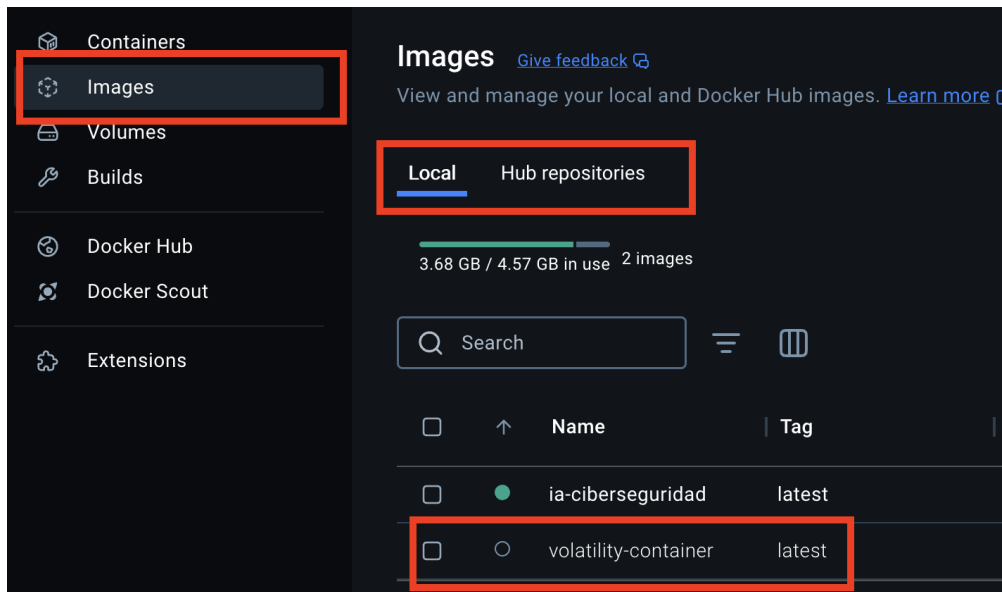 Containers
Images
Volumes
Builds
Docker Hub
Docker Scout
Extensions
Images Give feedback
View and manage your local and Docker Hub images. Learn more
Local Hub repositories
3.68 GB / 4.57 GB in use 2 images
Search
Name Tag
ia-ciberseguridad latest
volatility-container latest